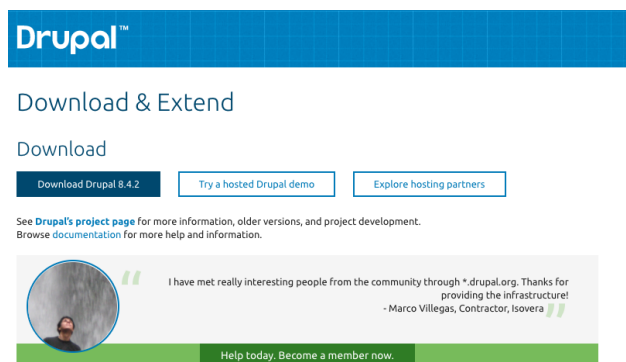 Drupal™
Download & Extend
Download
Download Drupal 8.4.2
Try a hosted Drupal demo
Explore hosting partners
See Drupal's project page for more information, older versions, and project development.
Browse documentation for more help and information.
"I have met really interesting people from the community through *.drupal.org. Thanks for
providing the infrastructure!
- Marco Villegas, Contractor, Isovera"
Help today. Become a member now.